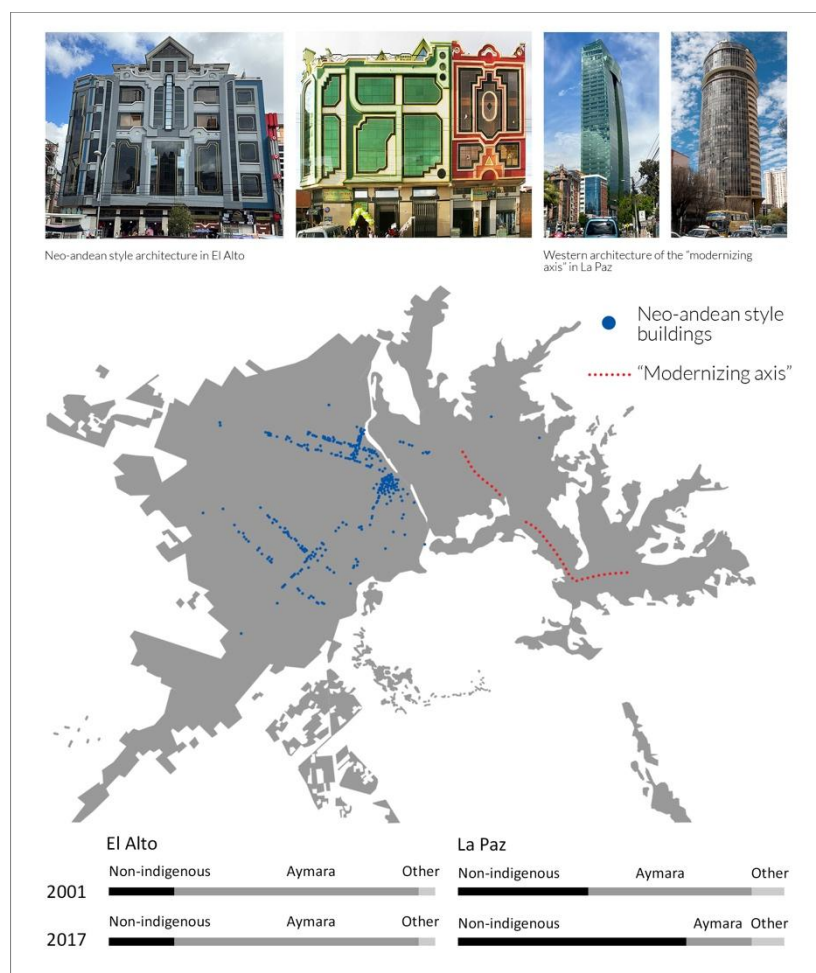 Neo-andean style architecture in El Alto
Western architecture of the "modernizing
axis" in La Paz
Neo-andean style
buildings
"Modernizing axis"
El Alto
La Paz
Non-indigenous Aymara Other
Non-indigenous Aymara Other
2001
Non-indigenous Aymara Other
Non-indigenous Aymara Other
2017